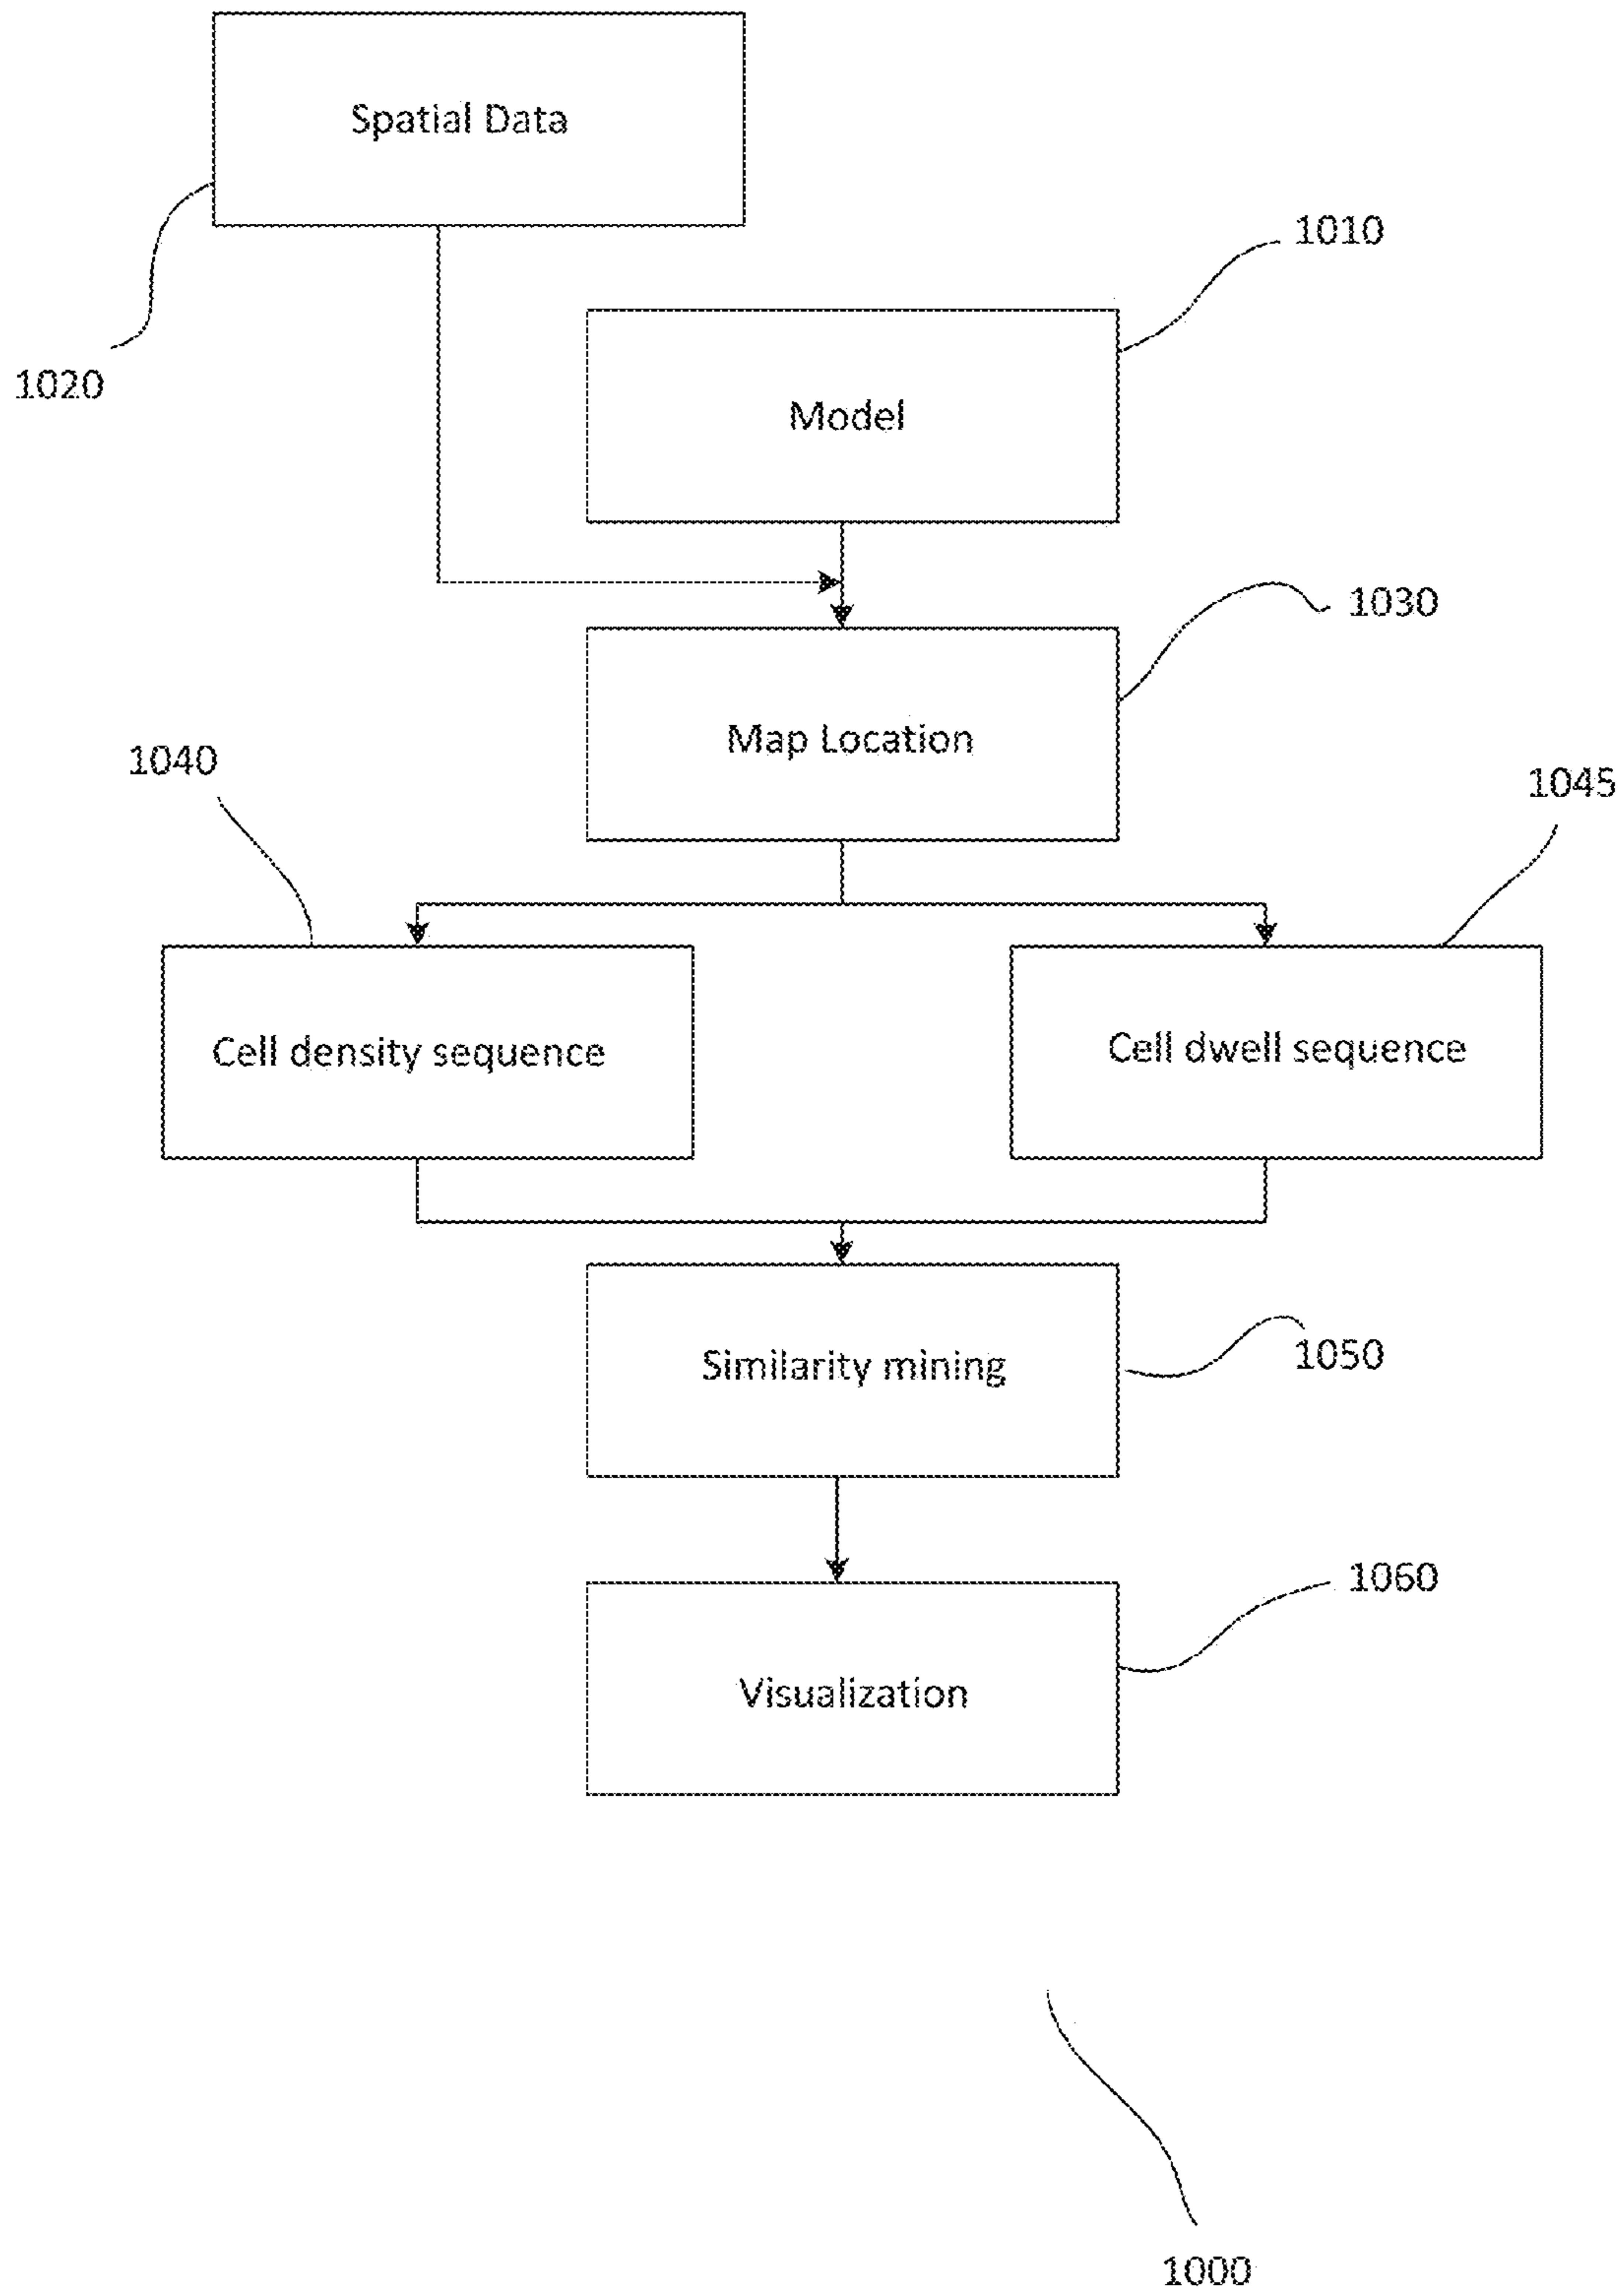 Spatial Data
1010
1020
Model
1030
Map Location
1040
1045
Cell density sequence
Cell dwell sequence
Similarity mining
1050
1060
Visualization
1000